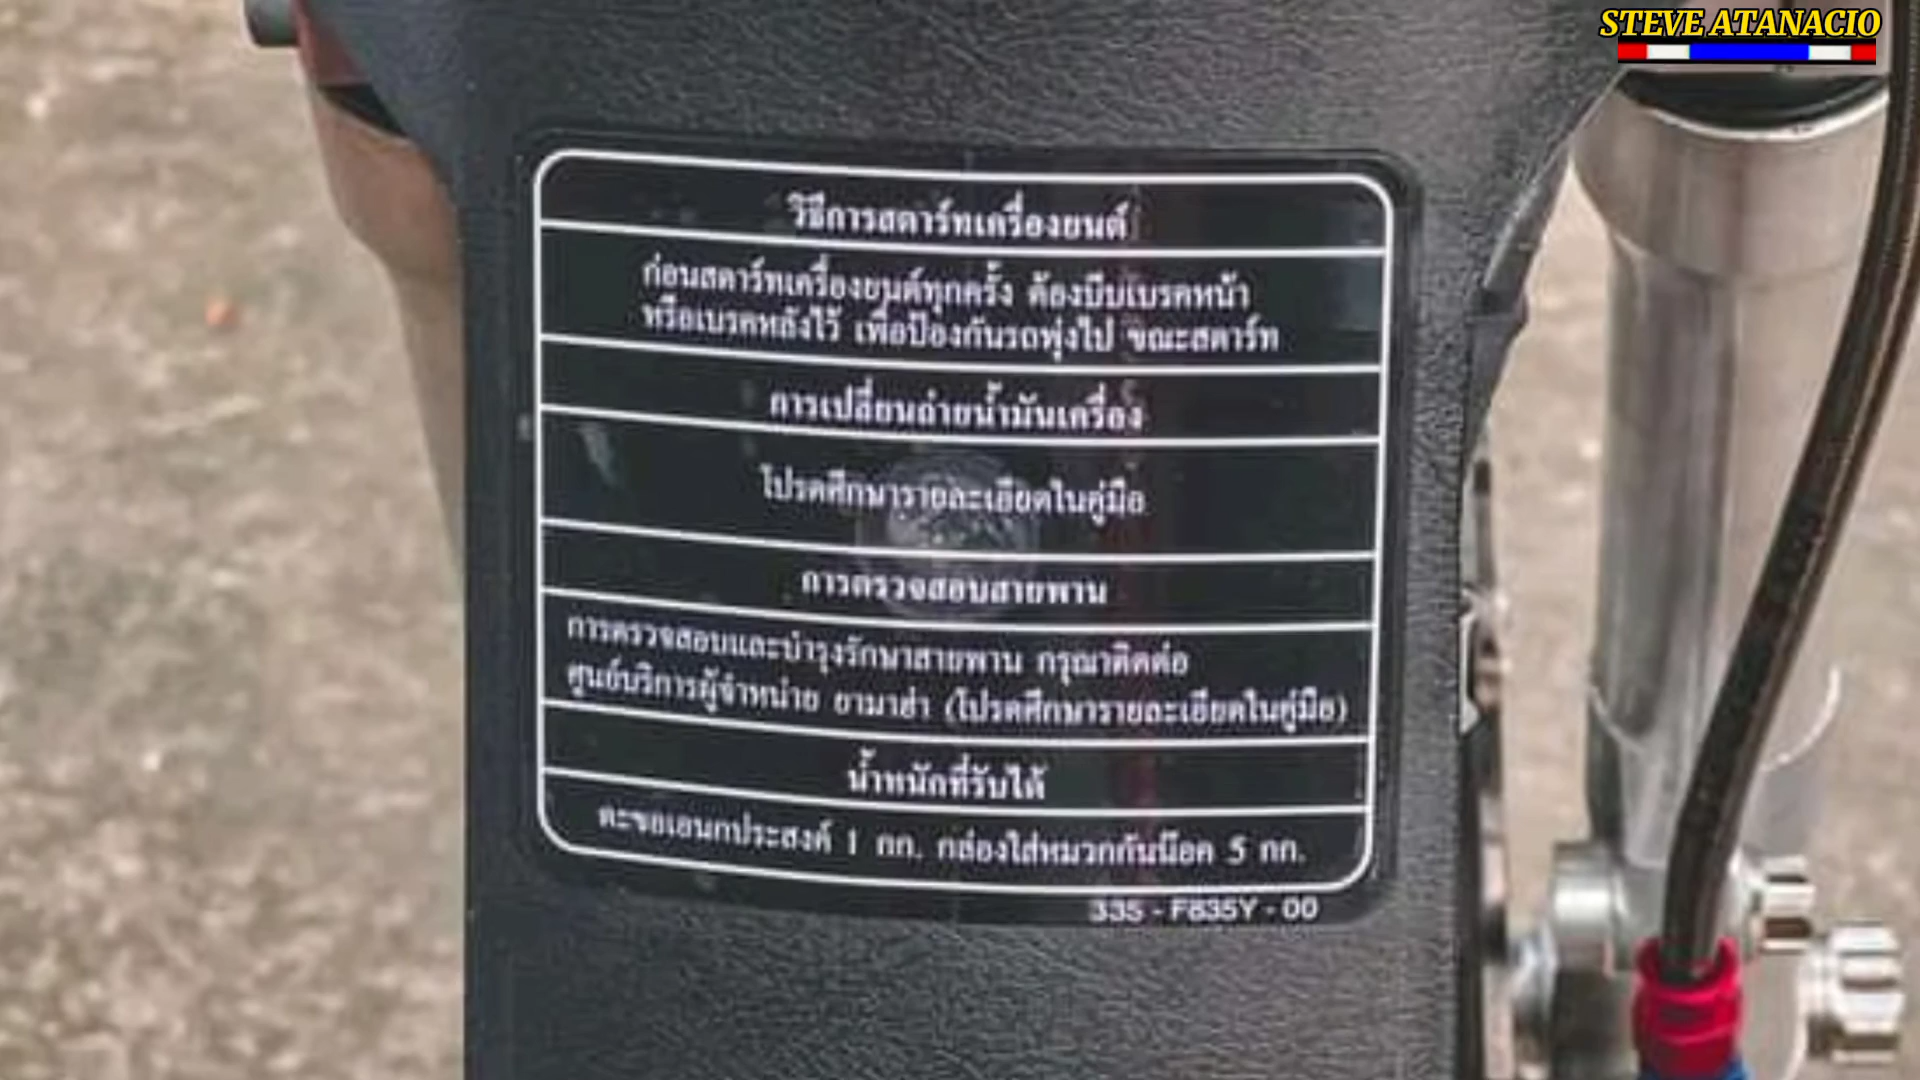 STEVE ATANACIO
วิธีการสตาร์ทเครื่องยนต์
ก่อนสตาร์ทเครื่องยนต์ทุกครั้ง ต้องบีบเบรคหน้า
หรือเบรคหลังไว้ เพื่อป้องกันรถพุ่งไป ขณะสตาร์ท
การเปลี่ยนถ่ายน้ำมันเครื่อง
โปรดศึกษารายละเอียดในคู่มือ
การตรวจสอบสายพาน
การตรวจสอบและบำรุงรักษาสายพาน กรุณาติดต่อ
ศูนย์บริการผู้จำหน่าย ยามาฮ่า (โปรดศึกษารายละเอียดในคู่มือ)
น้ำหนักที่รับได้
ตะขอเอนกประสงค์ 1 กก. กล่องใส่หมวกกันน๊อค 5 กก.
33S - F835Y - 00